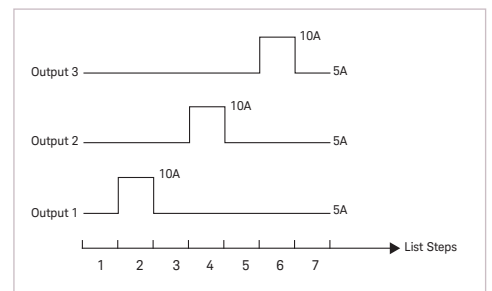 10A
Output 3
5A
10A
Output 2
5A
10A
Output 1
5A
List Steps
1 2 3 4 5 6 7